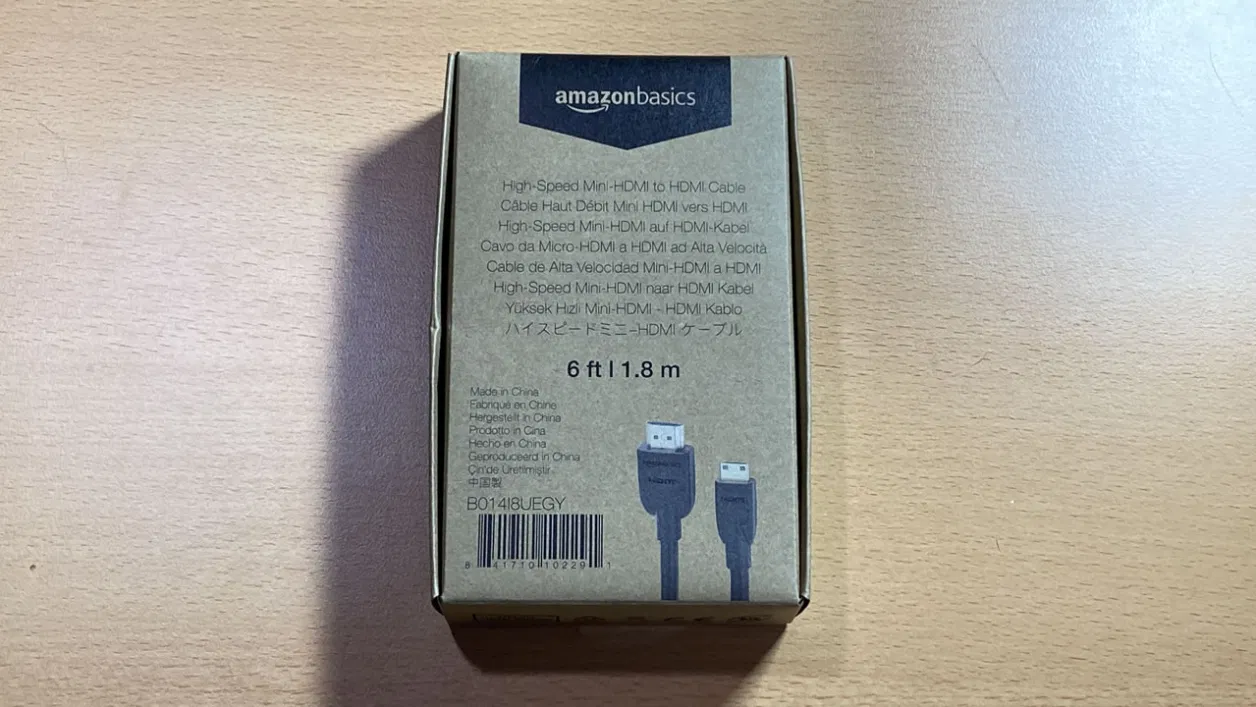 amazonbasics
High-Speed Mini-HDMI to HDMI Cable
Câble Haut Débit Mini HDMI vers HDMI
High-Speed Mini-HDMI auf HDMI-Kabel
Cavo da Micro-HDMI a HDMI ad Alta Velocità
Cable de Alta Velocidad Mini-HDMI a HDMI
High-Speed Mini-HDMI naar HDMI Kabel
Yüksek Hızlı Mini-HDMI - HDMI Kablo
ハイスピードミニ-HDMI ケーブル
6 ft | 1.8 m
Made in China
Fabriqué en Chine
Hergestellt in China
Prodotto in Cina
Hecho en China
Geproduceerd in China
Çin'de Üretilmiştir
中国製
B014I8UEGY
8 41710 10229 1